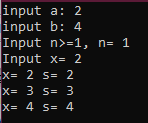 input a: 2
input b: 4
Input n>=1, n= 1
Input x= 2
x= 2 s= 2
x= 3 s= 3
x= 4 s= 4